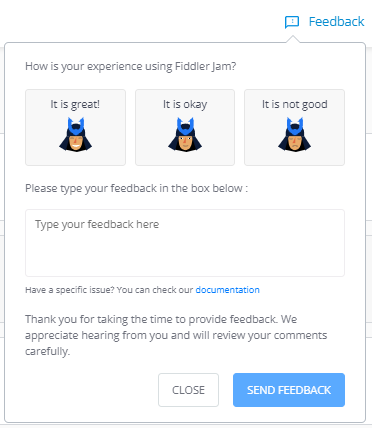 Feedback
How is your experience using Fiddler Jam?
It is great!
It is okay
It is not good
Please type your feedback in the box below :
Type your feedback here
Have a specific issue? You can check our documentation
Thank you for taking the time to provide feedback. We
appreciate hearing from you and will review your comments
carefully.
CLOSE
SEND FEEDBACK